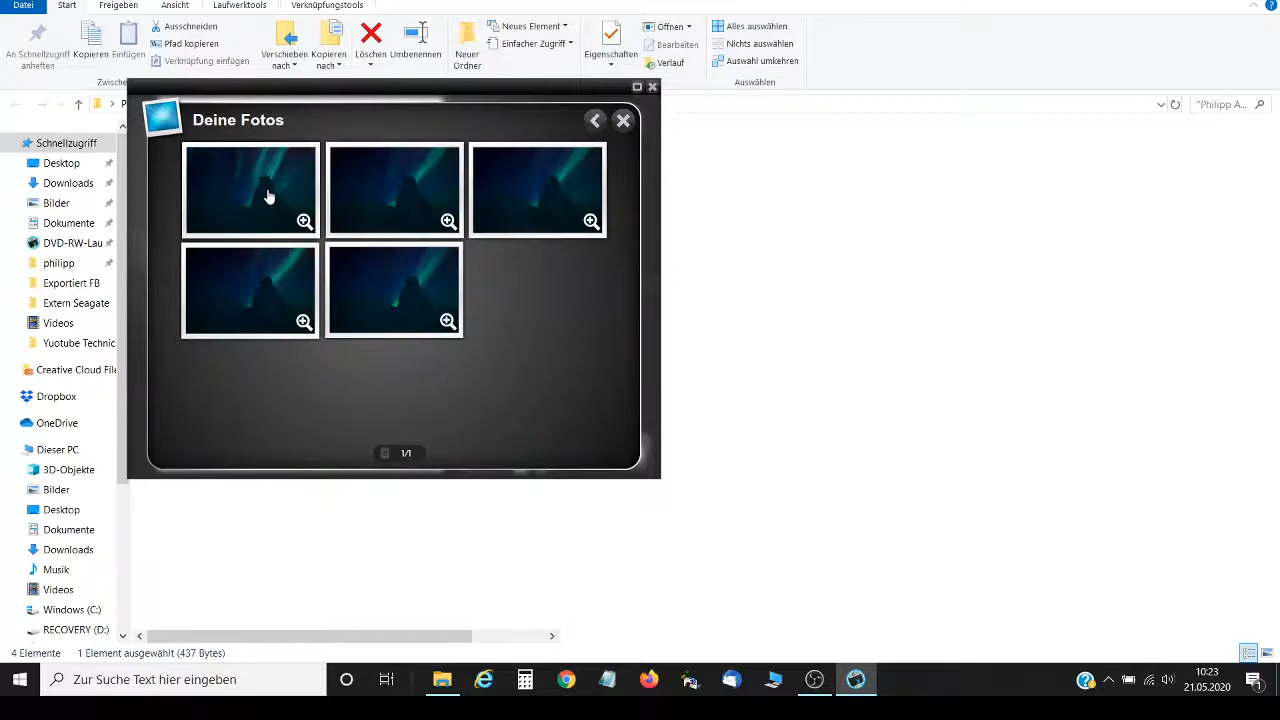 Datei Start Freigeben Ansicht Laufwerktools Verknüpfungstools
An Schnellzugriff anheften
Kopieren
Einfügen
Ausschneiden
Pfad kopieren
Verknüpfung einfügen
Verschieben nach
Kopieren nach
Löschen
Umbenennen
Neuer Ordner
Neues Element
Einfacher Zugriff
Eigenschaften
Öffnen
Bearbeiten
Verlauf
Alles auswählen
Nichts auswählen
Auswahl umkehren
Zwische
Auswählen
P
"Philipp A...
Deine Fotos
1/1
Schnellzugriff
Desktop
Downloads
Bilder
Dokumente
DVD-RW-Lau
philipp
Exportiert FB
Extern Seagate
Videos
Yuotube Technic
Creative Cloud File
Dropbox
OneDrive
Dieser PC
3D-Objekte
Bilder
Desktop
Dokumente
Downloads
Musik
Videos
Windows (C:)
RECOVERY (D:)
4 Elemente 1 Element ausgewählt (437 Bytes)
Zur Suche Text hier eingeben
10:23
21.05.2020
1